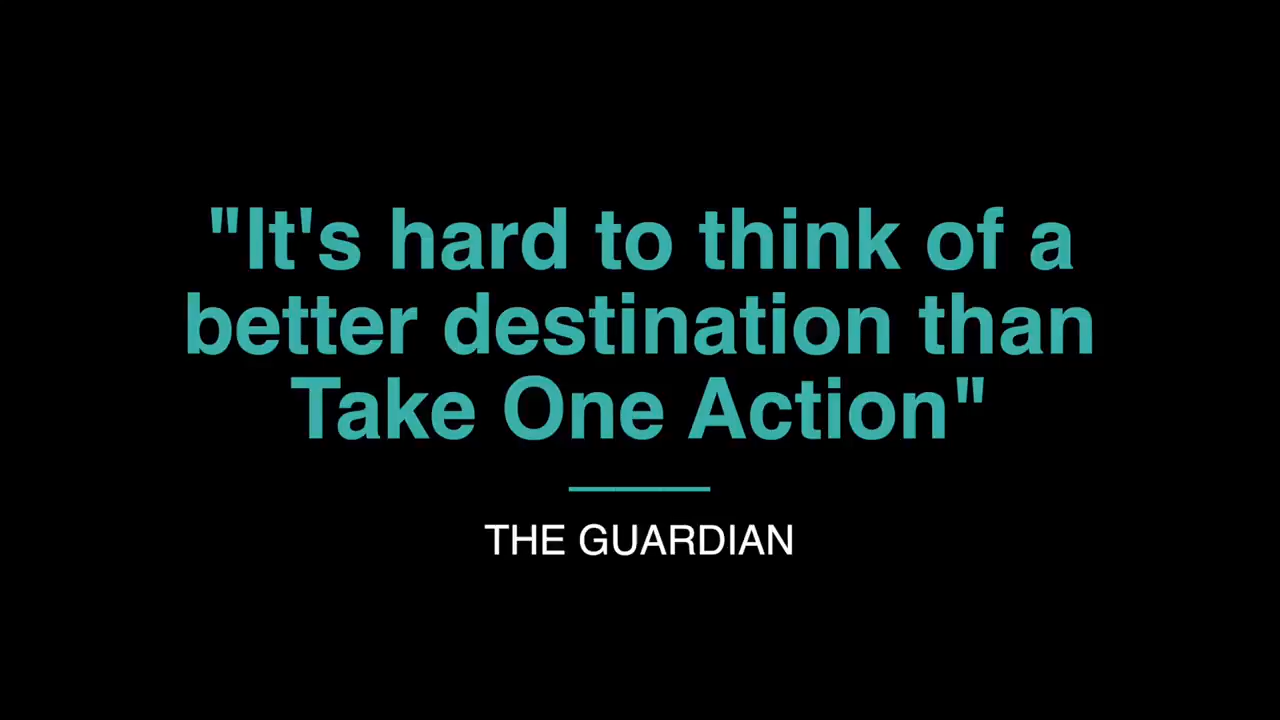 "It's hard to think of a
better destination than
Take One Action"
THE GUARDIAN